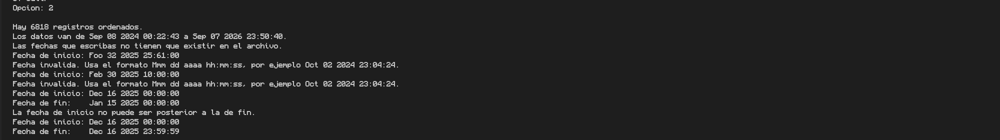 Opcion: 2
Hay 6818 registros ordenados.
Los datos van de Sep 08 2024 00:22:43 a Sep 07 2026 23:50:40.
Las fechas que escribas no tienen que existir en el archivo.
Fecha de inicio: Foo 32 2025 25:61:00
Fecha invalida. Usa el formato Mmm dd aaaa hh:mm:ss, por ejemplo Oct 02 2024 23:04:24.
Fecha de inicio: Feb 30 2025 10:00:00
Fecha invalida. Usa el formato Mmm dd aaaa hh:mm:ss, por ejemplo Oct 02 2024 23:04:24.
Fecha de inicio: Dec 16 2025 00:00:00
Fecha de fin:    Jan 15 2025 00:00:00
La fecha de inicio no puede ser posterior a la de fin.
Fecha de inicio: Dec 16 2025 00:00:00
Fecha de fin:    Dec 16 2025 23:59:59